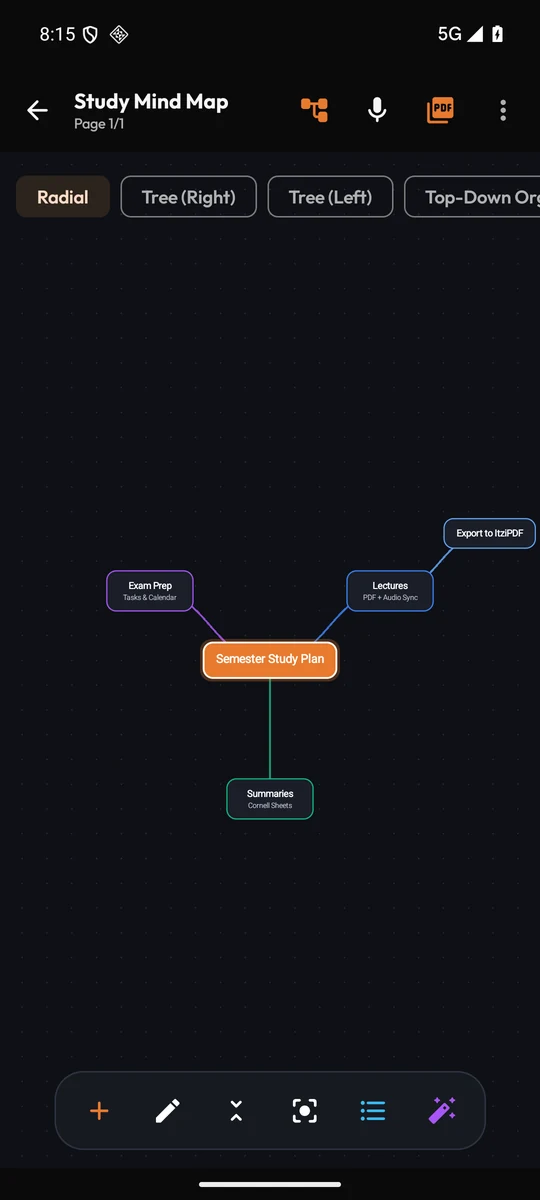 8:15
5G
Study Mind Map
Page 1/1
PDF
Radial
Tree (Right)
Tree (Left)
Top-Down Org
Export to ItziPDF
Exam Prep
Tasks & Calendar
Lectures
PDF + Audio Sync
Semester Study Plan
Summaries
Cornell Sheets